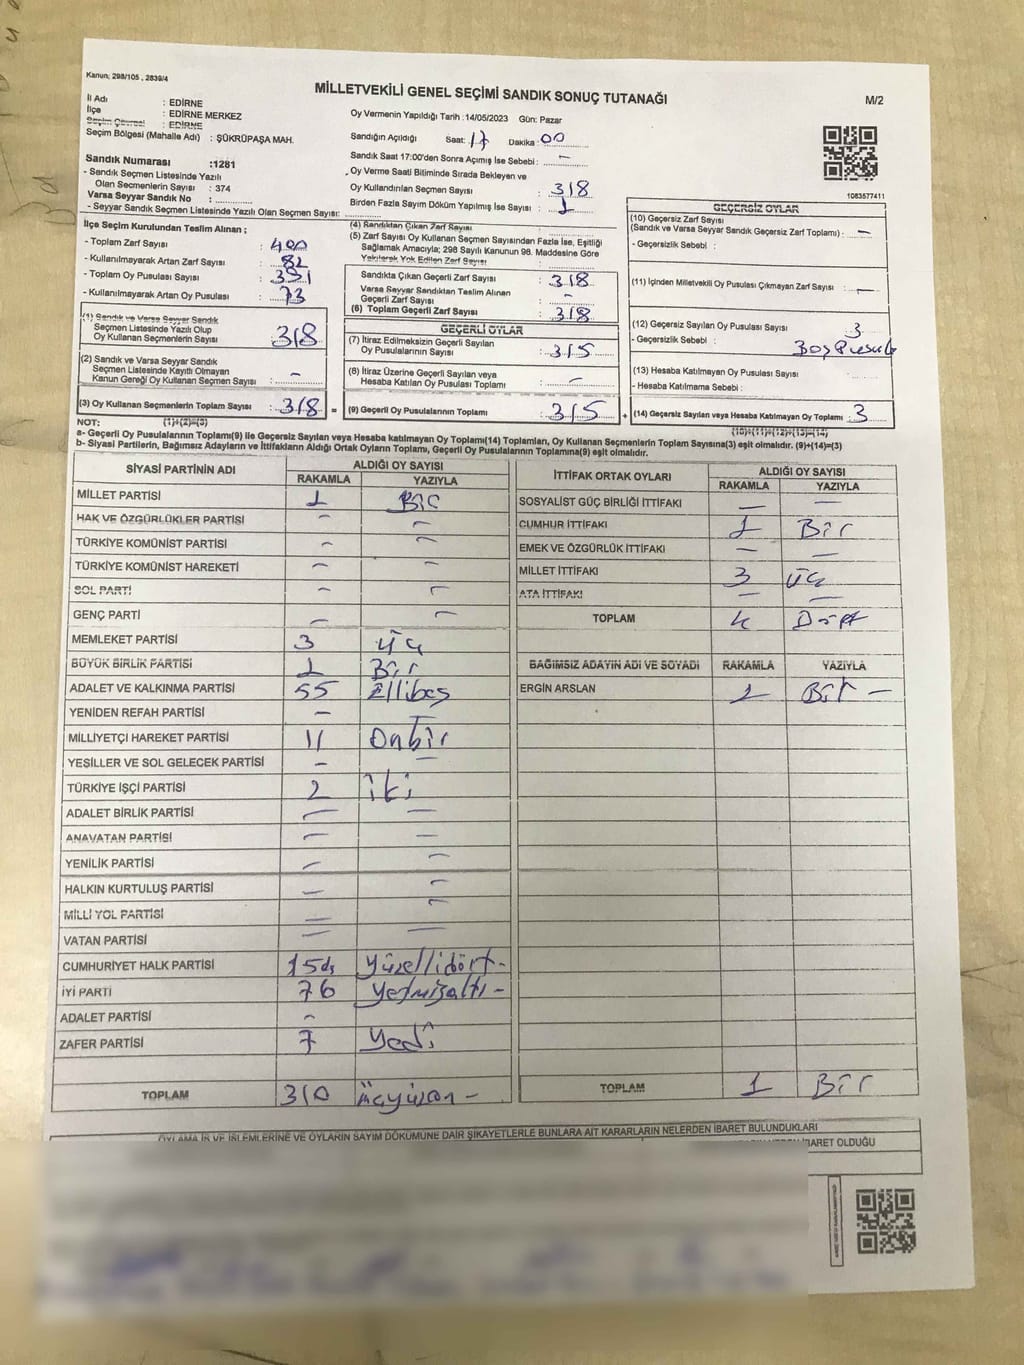 Kanun; 298/105 , 2839/4
MİLLETVEKİLİ GENEL SEÇİMİ SANDIK SONUÇ TUTANAĞI
M/2
İl Adı : EDİRNE
İlçe : EDİRNE MERKEZ
Seçim Çevresi : EDİRNE
Seçim Bölgesi (Mahalle Adı) : ŞÜKRÜPAŞA MAH.
Sandık Numarası :1281
- Sandık Seçmen Listesinde Yazılı
Olan Seçmenlerin Sayısı : 374
Varsa Seyyar Sandık No :
- Seyyar Sandık Seçmen Listesinde Yazılı Olan Seçmen Sayısı:
Oy Vermenin Yapıldığı Tarih :14/05/2023 Gün: Pazar
Sandığın Açıldığı Saat: 17 Dakika: 00
Sandık Saat 17:00'den Sonra Açımış İse Sebebi : -
Oy Verme Saati Bitiminde Sırada Bekleyen ve
Oy Kullandırılan Seçmen Sayısı : 318
Birden Fazla Sayım Döküm Yapılmış İse Sayısı : 1
1083577411
İlçe Seçim Kurulundan Teslim Alınan ;
- Toplam Zarf Sayısı : 400
- Kullanılmayarak Artan Zarf Sayısı : 82
- Toplam Oy Pusulası Sayısı : 391
- Kullanılmayarak Artan Oy Pusulası : 73
(1) Sandık ve Varsa Seyyar Sandık
Seçmen Listesinde Yazılı Olup
Oy Kullanan Seçmen Sayısı : 318
(2) Sandık ve Varsa Seyyar Sandık
Seçmen Listesinde Kayıtlı Olmayan
Kanun Gereği Oy Kullanan Seçmen Sayısı : -
(3) Oy Kullanan Seçmenlerin Toplam Sayısı : 318
(1)+(2)=(3)
(4) Sandıktan Çıkan Zarf Sayısı :
(5) Zarf Sayısı Oy Kullanan Seçmen Sayısından Fazla İse, Eşitliği
Sağlamak Amacıyla; 298 Sayılı Kanunun 98. Maddesine Göre
Yakılarak Yok Edilen Zarf Sayısı :
Sandıkta Çıkan Geçerli Zarf Sayısı : 318
Varsa Seyyar Sandıktan Teslim Alınan
Geçerli Zarf Sayısı : -
(6) Toplam Geçerli Zarf Sayısı : 318
GEÇERLİ OYLAR
(7) İtiraz Edilmeksizin Geçerli Sayılan
Oy Pusulalarının Sayısı : 315
(8) İtiraz Üzerine Geçerli Sayılan veya
Hesaba Katılan Oy Pusulası Toplamı : -
= (9) Geçerli Oy Pusulalarının Toplamı : 315
GEÇERSİZ OYLAR
(10) Geçersiz Zarf Sayısı
(Sandık ve Varsa Seyyar Sandık Geçersiz Zarf Toplamı) : -
- Geçersizlik Sebebi :
(11) İçinden Milletvekili Oy Pusulası Çıkmayan Zarf Sayısı : -
(12) Geçersiz Sayılan Oy Pusulası Sayısı : 3
- Geçersizlik Sebebi : Boş Pusula
(13) Hesaba Katılmayan Oy Pusulası Sayısı :
- Hesaba Katılmama Sebebi :
+ (14) Geçersiz Sayılan veya Hesaba Katılmayan Oy Toplamı : 3
(10)+(11)+(12)+(13)=(14)
NOT:
a- Geçerli Oy Pusulalarının Toplamı(9) ile Geçersiz Sayılan veya Hesaba katılmayan Oy Toplamı(14) Toplamları, Oy Kullanan Seçmenlerin Toplam Sayısına(3) eşit olmalıdır. (9)+(14)=(3)
b- Siyasi Partilerin, Bağımsız Adayların ve İttifakların Aldığı Ortak Oyların Toplamı, Geçerli Oy Pusulalarının Toplamına(9) eşit olmalıdır.
SİYASİ PARTİNİN ADI ALDIĞI OY SAYISI
RAKAMLA YAZIYLA
MİLLET PARTİSİ 1 Bir
HAK VE ÖZGÜRLÜKLER PARTİSİ - -
TÜRKİYE KOMÜNİST PARTİSİ - -
TÜRKİYE KOMÜNİST HAREKETİ - -
SOL PARTİ - -
GENÇ PARTİ - -
MEMLEKET PARTİSİ 3 üç
BÜYÜK BİRLİK PARTİSİ 1 Bir
ADALET VE KALKINMA PARTİSİ 55 Ellibeş
YENİDEN REFAH PARTİSİ - -
MİLLİYETÇİ HAREKET PARTİSİ 11 Onbir
YEŞİLLER VE SOL GELECEK PARTİSİ - -
TÜRKİYE İŞÇİ PARTİSİ 2 iki
ADALET BİRLİK PARTİSİ - -
ANAVATAN PARTİSİ - -
YENİLİK PARTİSİ - -
HALKIN KURTULUŞ PARTİSİ - -
MİLLİ YOL PARTİSİ - -
VATAN PARTİSİ - -
CUMHURİYET HALK PARTİSİ 154 yüzellidört-
İYİ PARTİ 76 yetmişaltı-
ADALET PARTİSİ -
ZAFER PARTİSİ 7 Yedi
TOPLAM 310 üçyüzon-
İTTİFAK ORTAK OYLARI ALDIĞI OY SAYISI
RAKAMLA YAZIYLA
SOSYALİST GÜÇ BİRLİĞİ İTTİFAKI - -
CUMHUR İTTİFAKI 1 Bir
EMEK VE ÖZGÜRLÜK İTTİFAKI - -
MİLLET İTTİFAKI 3 üç
ATA İTTİFAKI - -
TOPLAM 4 Dört
BAĞIMSIZ ADAYIN ADI VE SOYADI RAKAMLA YAZIYLA
ERGİN ARSLAN 1 Bir -
TOPLAM 1 Bir
OYLAMA İŞ VE İŞLEMLERİNE VE OYLARIN SAYIM DÖKÜMÜNE DAİR ŞİKAYETLERLE BUNLARA AİT KARARLARIN NELERDEN İBARET BULUNDUKLARI
İBARET OLDUĞU